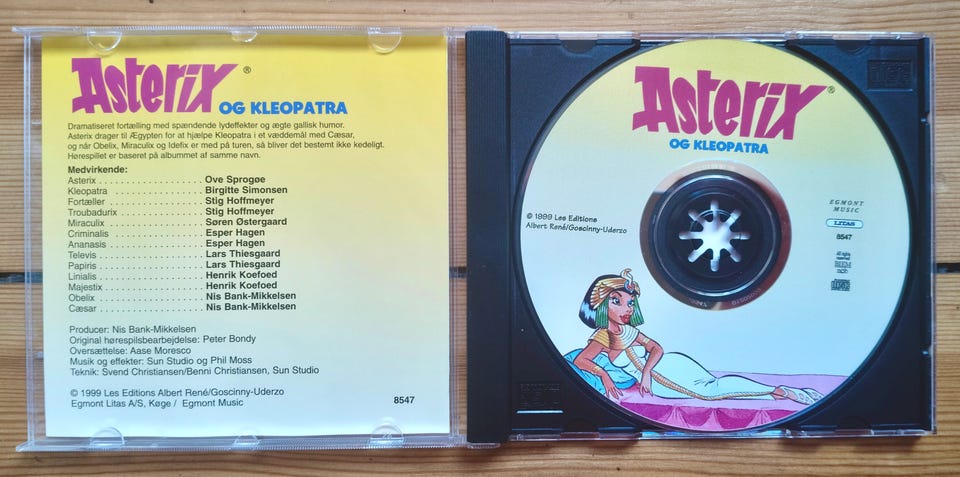 Asterix ®
OG KLEOPATRA
Dramatiseret fortælling med spændende lydeffekter og ægte gallisk humor.
Asterix drager til Ægypten for at hjælpe Kleopatra i et væddemål med Cæsar,
og når Obelix, Miraculix og Idefix er med på turen, så bliver det bestemt ikke kedeligt.
Hørespillet er baseret på albummet af samme navn.
Medvirkende:
Asterix . . . . . . . . . . . . . . . . Ove Sprogøe
Kleopatra . . . . . . . . . . . . . Birgitte Simonsen
Fortæller . . . . . . . . . . . . . . Stig Hoffmeyer
Troubadurix . . . . . . . . . . . Stig Hoffmeyer
Miraculix . . . . . . . . . . . . . . Søren Østergaard
Criminalis . . . . . . . . . . . . . Esper Hagen
Ananasis . . . . . . . . . . . . . . Esper Hagen
Televis . . . . . . . . . . . . . . . . Lars Thiesgaard
Papiris . . . . . . . . . . . . . . . . Lars Thiesgaard
Linialis . . . . . . . . . . . . . . . . Henrik Koefoed
Majestix . . . . . . . . . . . . . . Henrik Koefoed
Obelix . . . . . . . . . . . . . . . . Nis Bank-Mikkelsen
Cæsar . . . . . . . . . . . . . . . . Nis Bank-Mikkelsen
Producer: Nis Bank-Mikkelsen
Original hørespilsbearbejdelse: Peter Bondy
Oversættelse: Aase Moresco
Musik og effekter: Sun Studio og Phil Moss
Teknik: Svend Christiansen/Benni Christiansen, Sun Studio
© 1999 Les Editions Albert René/Goscinny-Uderzo
Egmont Litas A/S, Køge / Egmont Music
8547
Asterix ®
OG KLEOPATRA
© 1999 Les Editions
Albert René/Goscinny-Uderzo
EGMONT
MUSIC
LITAS
8547
All rights
reserved
BIEM
ncb